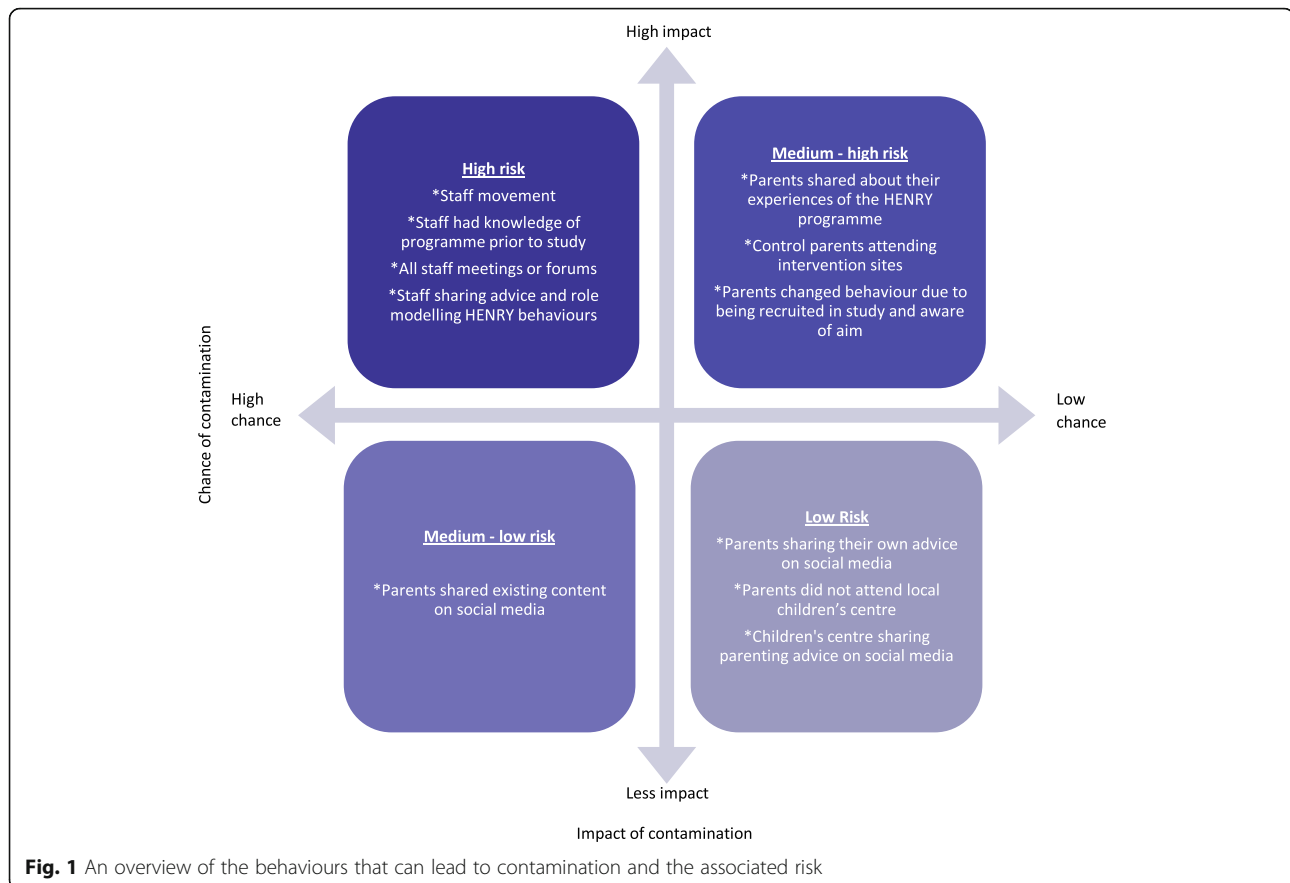 High impact
High risk
*Staff movement
*Staff had knowledge of
programme prior to study
*All staff meetings or forums
*Staff sharing advice and role
modelling HENRY behaviours
Medium - high risk
*Parents shared about their
experiences of the HENRY
programme
*Control parents attending
intervention sites
*Parents changed behaviour due to
being recruited in study and aware
of aim
Chance of contamination
High
chance
Low
chance
Medium - low risk
*Parents shared existing content
on social media
Low Risk
*Parents sharing their own advice
on social media
*Parents did not attend local
children’s centre
*Children's centre sharing
parenting advice on social media
Less impact
Impact of contamination
Fig. 1 An overview of the behaviours that can lead to contamination and the associated risk